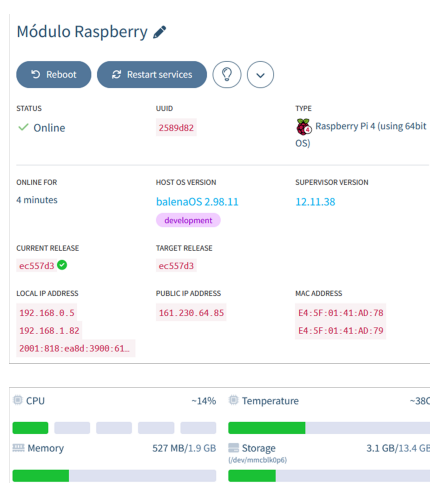 Módulo Raspberry
Reboot
Restart services
STATUS
UUID
TYPE
Online
2589d82
Raspberry Pi 4 (using 64bit
OS)
ONLINE FOR
HOST OS VERSION
SUPERVISOR VERSION
4 minutes
balenaOS 2.98.11
12.11.38
development
CURRENT RELEASE
TARGET RELEASE
ec557d3
ec557d3
LOCAL IP ADDRESS
PUBLIC IP ADDRESS
MAC ADDRESS
192.168.0.5
161.230.64.85
E4:5F:01:41:AD:78
192.168.1.82
E4:5F:01:41:AD:79
2001:818:ea8d:3900:61…
CPU
~14%
Temperature
~38C
Memory
527 MB/1.9 GB
Storage
3.1 GB/13.4 GB
(/dev/mmcblk0p6)